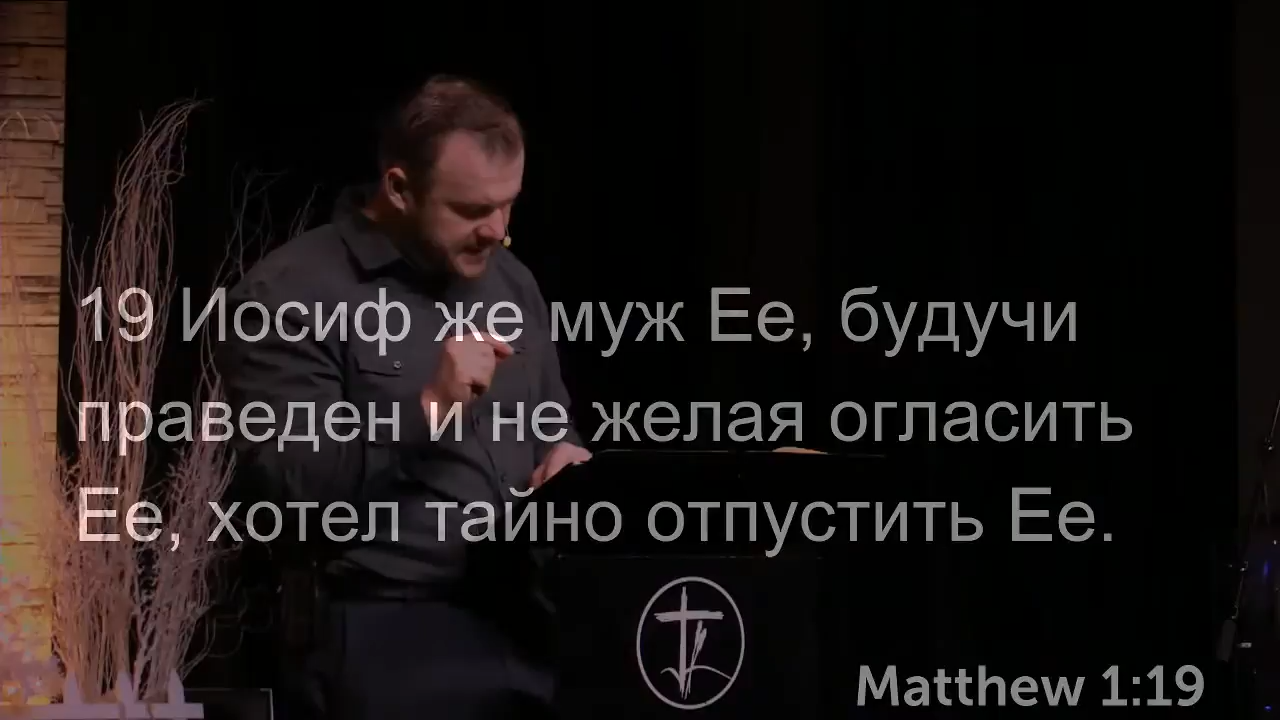 19 Иосиф же муж Ее, будучи
праведен и не желая огласить
Ее, хотел тайно отпустить Ее.
Matthew 1:19